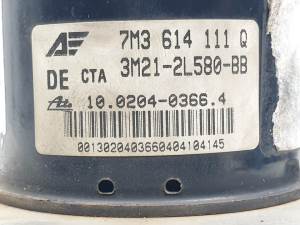 7M3 614 111 Q
DE CTA 3M21-2L580-BB
Ate 10.0204-0366.4
0013020403660404104145